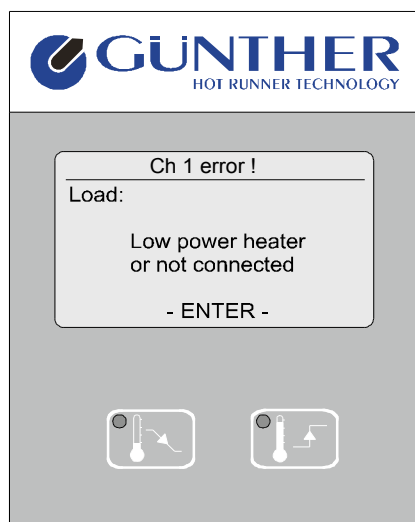 GÜNTHER
HOT RUNNER TECHNOLOGY
Ch 1 error !
Load:
Low power heater
or not connected
- ENTER -